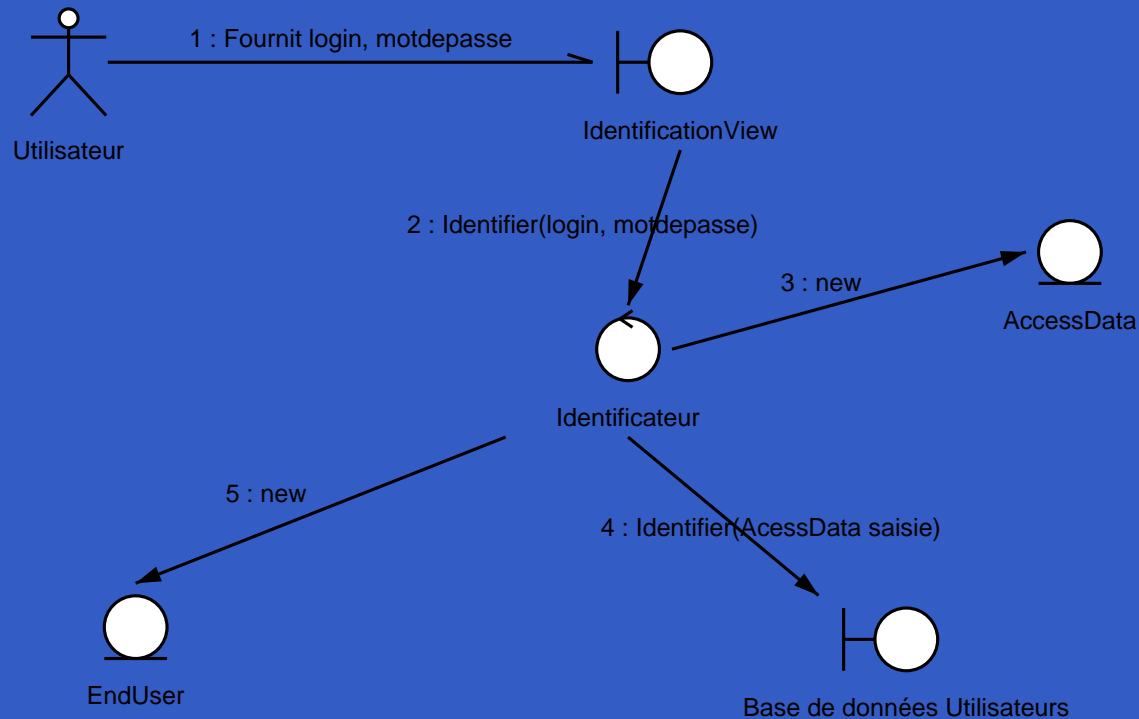 1 : Fournit login, motdepasse
Utilisateur
IdentificationView
2 : Identifier(login, motdepasse)
3 : new
AccessData
Identificateur
5 : new
4 : Identifier(AcessData saisie)
EndUser
Base de données Utilisateurs